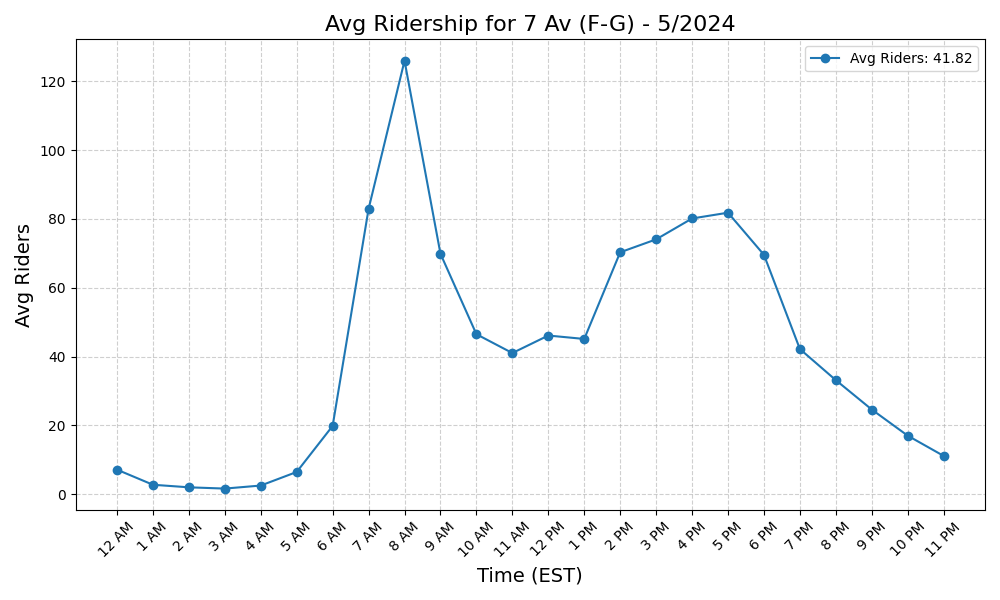 Avg Ridership for 7 Av (F-G) - 5/2024
Avg Riders: 41.82
Avg Riders
120
100
80
60
40
20
0
12 AM
1 AM
2 AM
3 AM
4 AM
5 AM
6 AM
7 AM
8 AM
9 AM
10 AM
11 AM
12 PM
1 PM
2 PM
3 PM
4 PM
5 PM
6 PM
7 PM
8 PM
9 PM
10 PM
11 PM
Time (EST)